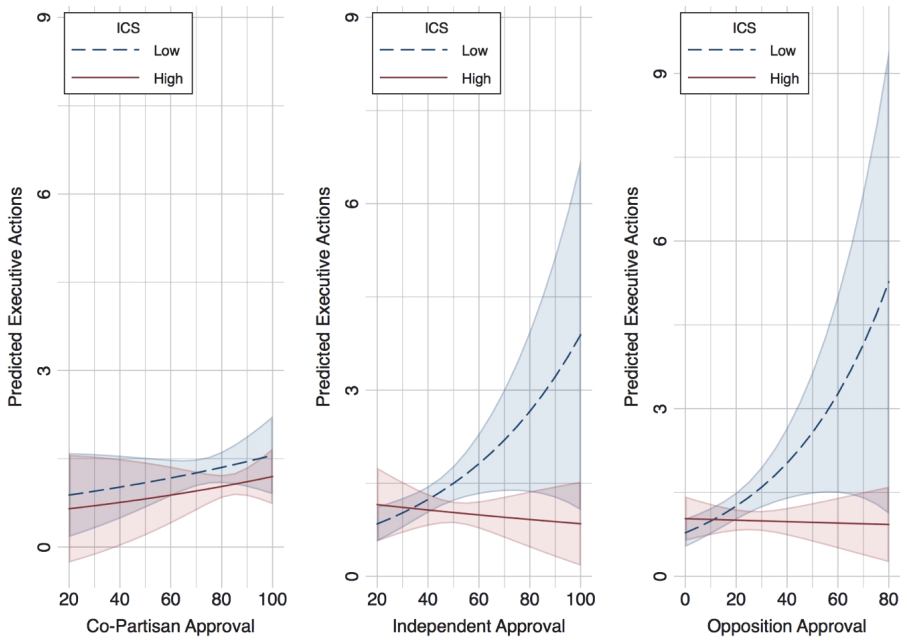 ICS
Low
High
9
6
3
0
Predicted Executive Actions
20 40 60 80 100
Co-Partisan Approval
ICS
Low
High
9
6
3
0
Predicted Executive Actions
20 40 60 80 100
Independent Approval
ICS
Low
High
9
6
3
0
Predicted Executive Actions
0 20 40 60 80
Opposition Approval